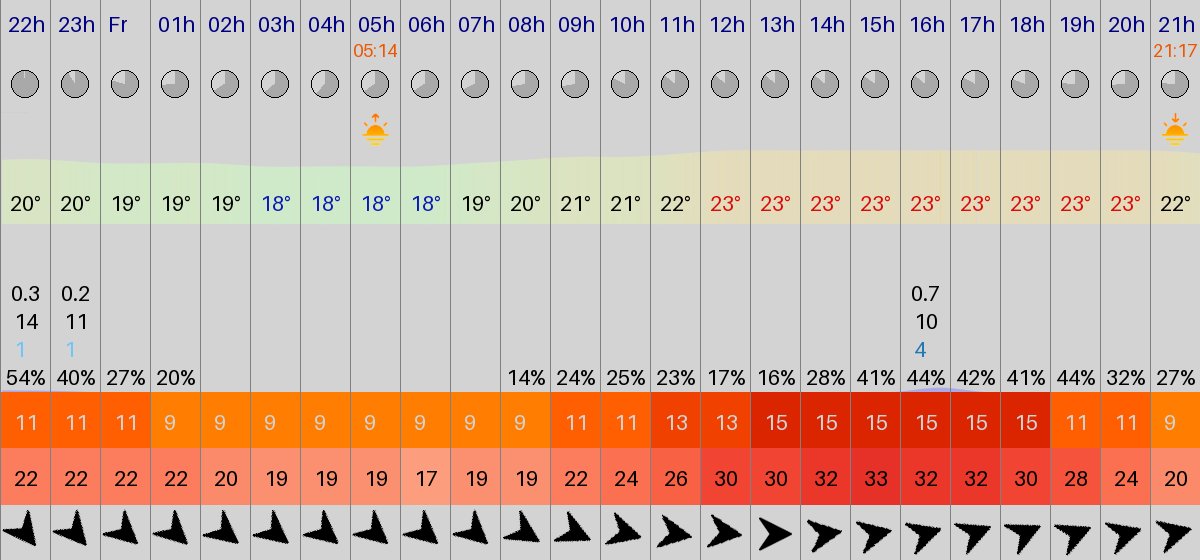 22h 23h Fr 01h 02h 03h 04h 05h 06h 07h 08h 09h 10h 11h 12h 13h 14h 15h 16h 17h 18h 19h 20h 21h
05:14 21:17
20° 20° 19° 19° 19° 18° 18° 18° 18° 19° 20° 21° 21° 22° 23° 23° 23° 23° 23° 23° 23° 23° 23° 22°
0.3 0.2 0.7
14 11 10
1 1 4
54% 40% 27% 20% 14% 24% 25% 23% 17% 16% 28% 41% 44% 42% 41% 44% 32% 27%
11 11 11 9 9 9 9 9 9 9 9 11 11 13 13 15 15 15 15 15 15 11 11 9
22 22 22 22 20 19 19 19 17 19 19 22 24 26 30 30 32 33 32 32 30 28 24 20